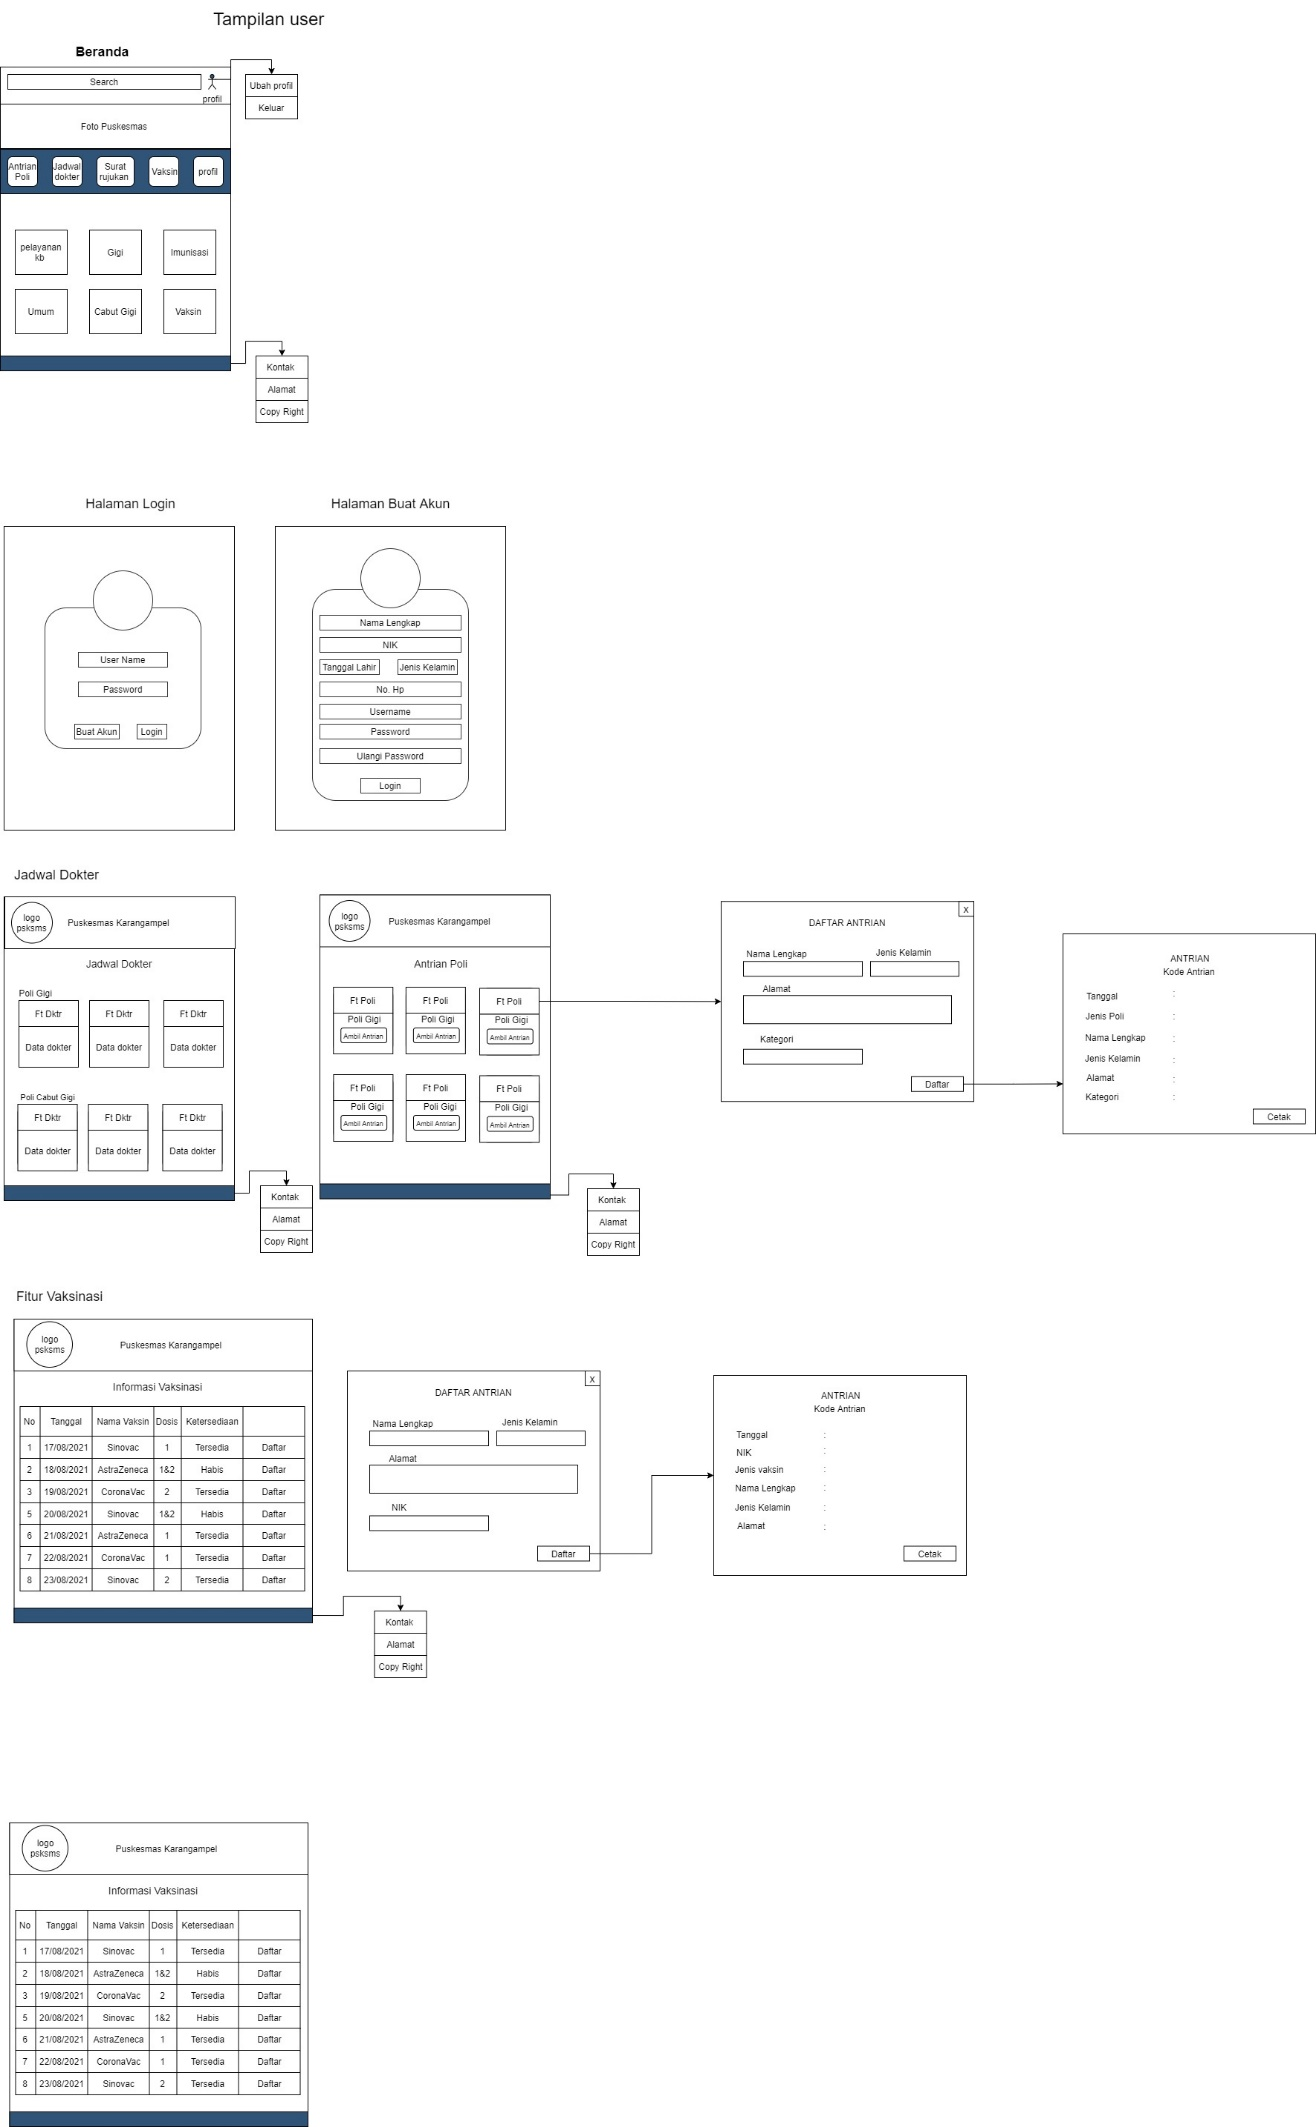 Tampilan user
Beranda
Search
profil
Ubah profil
Keluar
Foto Puskesmas
Antrian
Poli
Jadwal
dokter
Surat
rujukan
Vaksin
profil
pelayanan
kb
Gigi
Imunisasi
Umum
Cabut Gigi
Vaksin
Kontak
Alamat
Copy Right
Halaman Login
User Name
Password
Buat Akun
Login
Halaman Buat Akun
Nama Lengkap
NIK
Tanggal Lahir
Jenis Kelamin
No. Hp
Username
Password
Ulangi Password
Login
Jadwal Dokter
logo
psksms
Puskesmas Karangampel
Jadwal Dokter
Poli Gigi
Ft Dktr
Ft Dktr
Ft Dktr
Data dokter
Data dokter
Data dokter
Poli Cabut Gigi
Ft Dktr
Ft Dktr
Ft Dktr
Data dokter
Data dokter
Data dokter
Kontak
Alamat
Copy Right
logo
psksms
Puskesmas Karangampel
Antrian Poli
Ft Poli
Ft Poli
Ft Poli
Poli Gigi
Poli Gigi
Poli Gigi
Ambil Antrian
Ambil Antrian
Ambil Antrian
Ft Poli
Ft Poli
Ft Poli
Poli Gigi
Poli Gigi
Poli Gigi
Ambil Antrian
Ambil Antrian
Ambil Antrian
Kontak
Alamat
Copy Right
X
DAFTAR ANTRIAN
Nama Lengkap
Jenis Kelamin
Alamat
Kategori
Daftar
ANTRIAN
Kode Antrian
Tanggal :
Jenis Poli :
Nama Lengkap :
Jenis Kelamin :
Alamat :
Kategori :
Cetak
Fitur Vaksinasi
logo
psksms
Puskesmas Karangampel
Informasi Vaksinasi
No Tanggal Nama Vaksin Dosis Ketersediaan
1 17/08/2021 Sinovac 1 Tersedia Daftar
2 18/08/2021 AstraZeneca 1&2 Habis Daftar
3 19/08/2021 CoronaVac 2 Tersedia Daftar
5 20/08/2021 Sinovac 1&2 Habis Daftar
6 21/08/2021 AstraZeneca 1 Tersedia Daftar
7 22/08/2021 CoronaVac 1 Tersedia Daftar
8 23/08/2021 Sinovac 2 Tersedia Daftar
Kontak
Alamat
Copy Right
X
DAFTAR ANTRIAN
Nama Lengkap
Jenis Kelamin
Alamat
NIK
Daftar
ANTRIAN
Kode Antrian
Tanggal :
NIK :
Jenis vaksin :
Nama Lengkap :
Jenis Kelamin :
Alamat :
Cetak
logo
psksms
Puskesmas Karangampel
Informasi Vaksinasi
No Tanggal Nama Vaksin Dosis Ketersediaan
1 17/08/2021 Sinovac 1 Tersedia Daftar
2 18/08/2021 AstraZeneca 1&2 Habis Daftar
3 19/08/2021 CoronaVac 2 Tersedia Daftar
5 20/08/2021 Sinovac 1&2 Habis Daftar
6 21/08/2021 AstraZeneca 1 Tersedia Daftar
7 22/08/2021 CoronaVac 1 Tersedia Daftar
8 23/08/2021 Sinovac 2 Tersedia Daftar